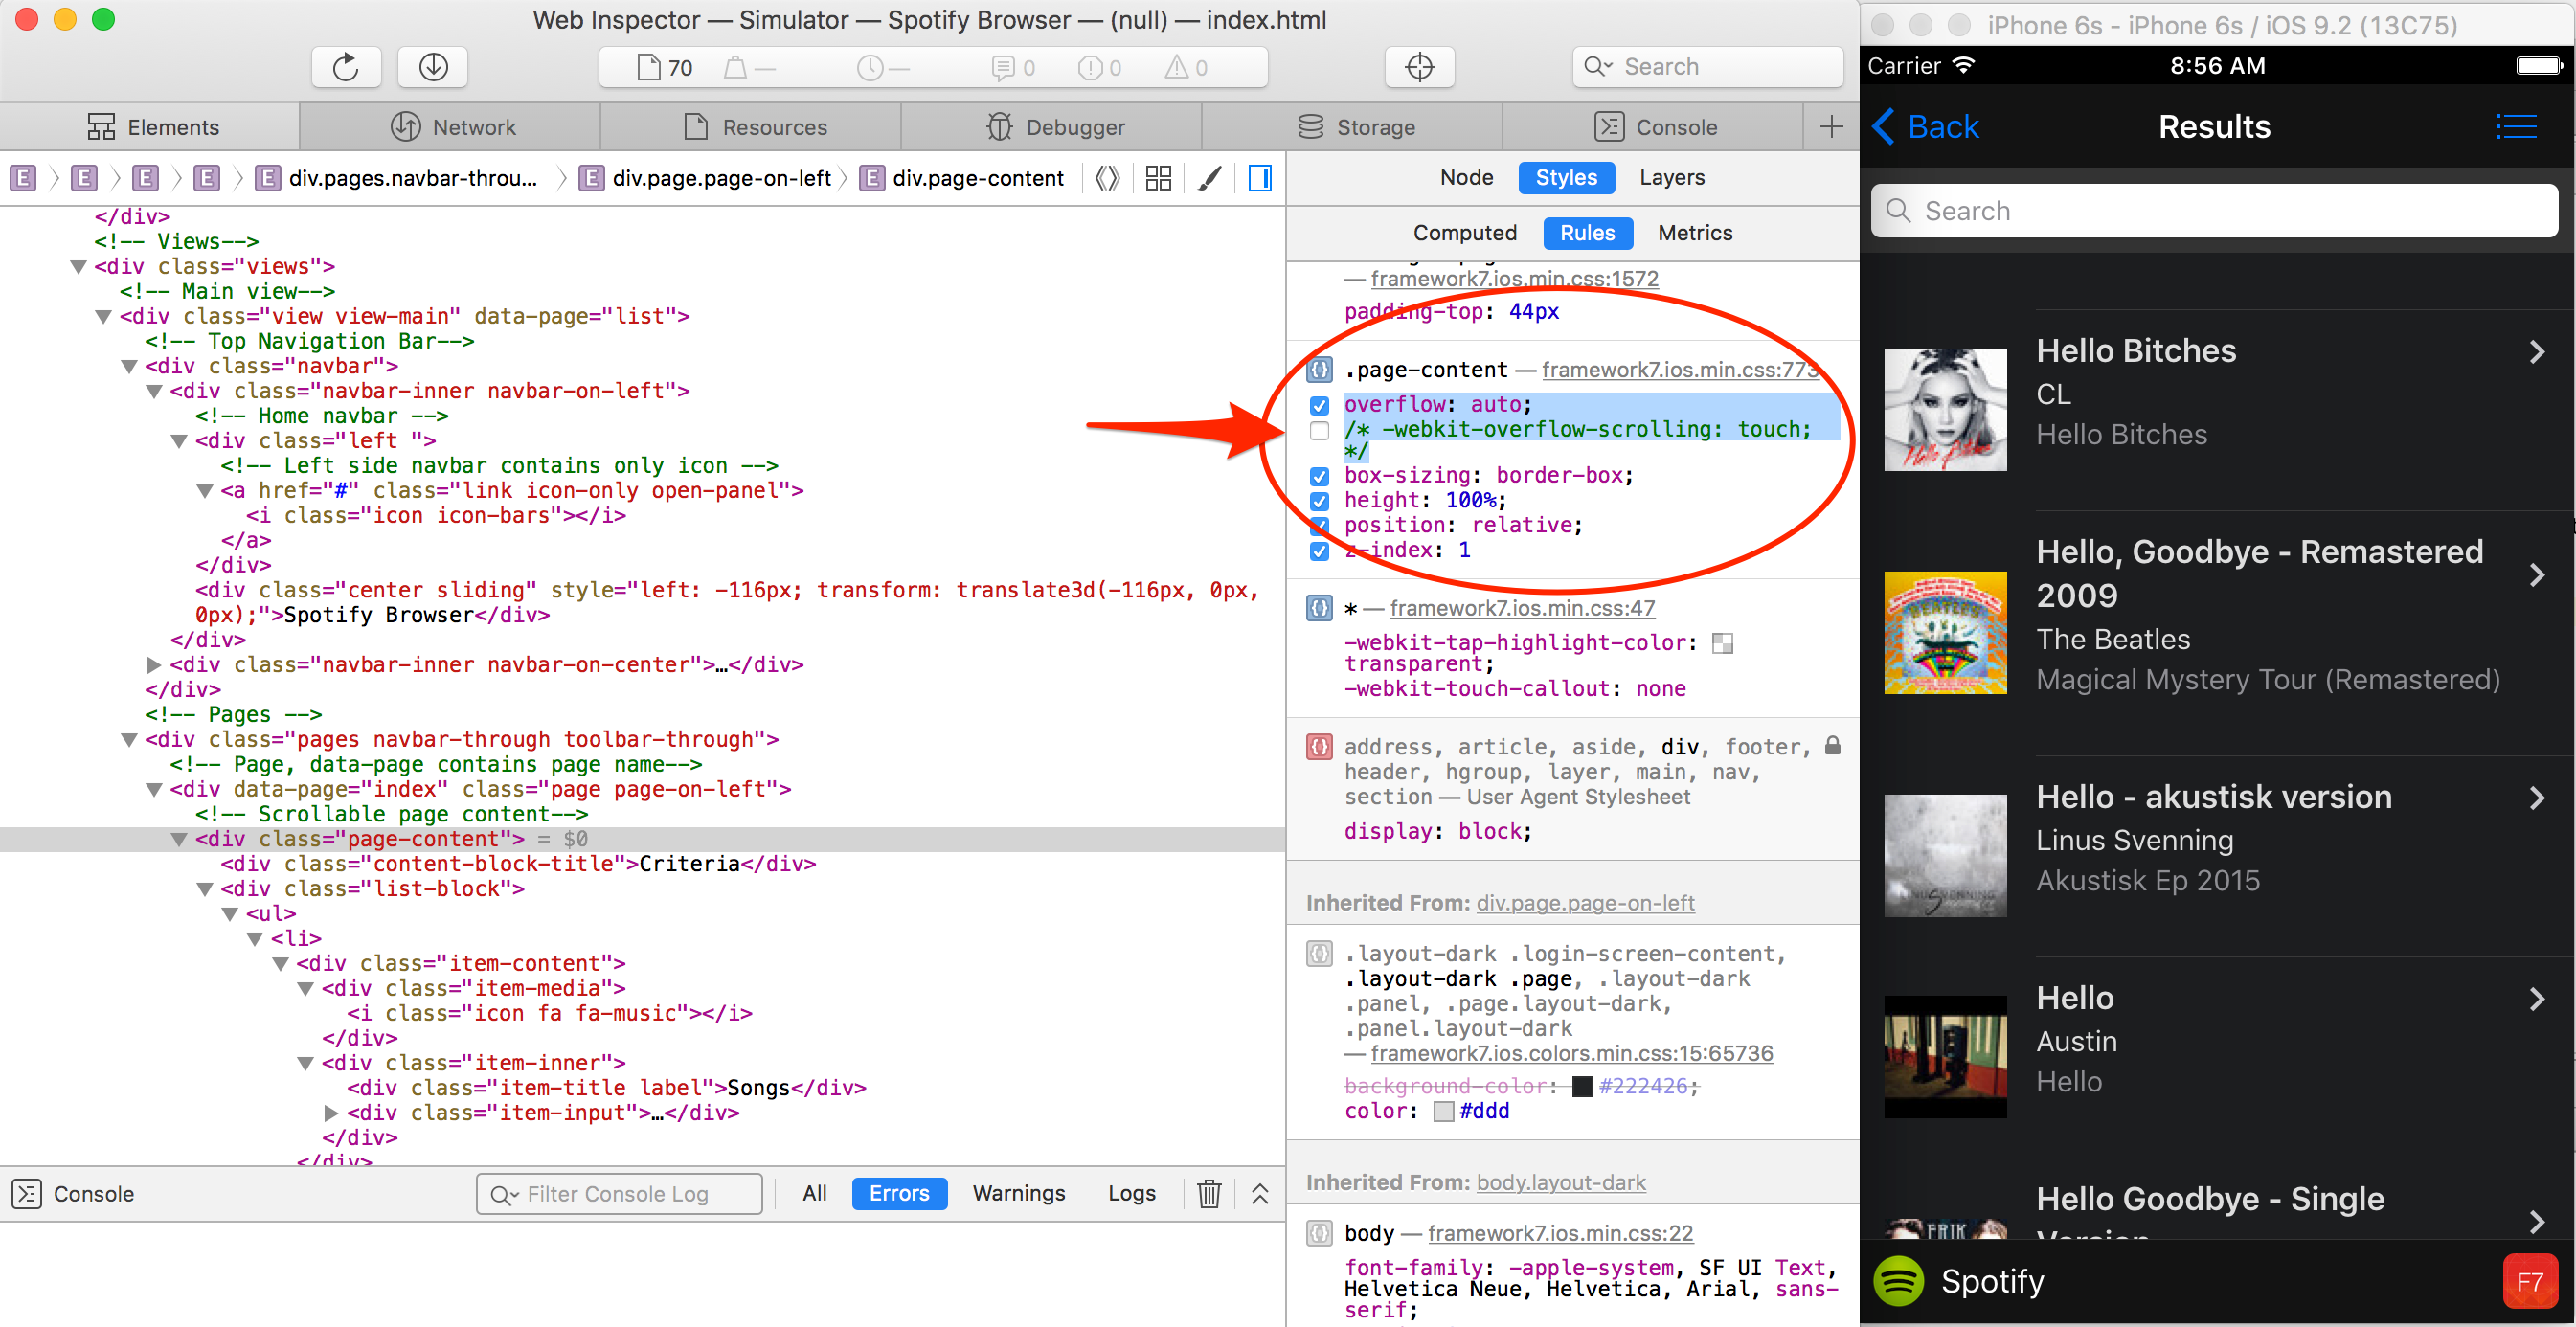 Web Inspector — Simulator — Spotify Browser — (null) — index.html
70 — — 0 0 0
Search
Elements
Network
Resources
Debugger
Storage
Console
E E E E E div.pages.navbar-throu... E div.page.page-on-left E div.page-content
</div>
<!-- Views-->
<div class="views">
<!-- Main view-->
<div class="view view-main" data-page="list">
<!-- Top Navigation Bar-->
<div class="navbar">
<div class="navbar-inner navbar-on-left">
<!-- Home navbar -->
<div class="left ">
<!-- Left side navbar contains only icon -->
<a href="#" class="link icon-only open-panel">
<i class="icon icon-bars"></i>
</a>
</div>
<div class="center sliding" style="left: -116px; transform: translate3d(-116px, 0px,
0px);">Spotify Browser</div>
</div>
<div class="navbar-inner navbar-on-center">…</div>
</div>
<!-- Pages -->
<div class="pages navbar-through toolbar-through">
<!-- Page, data-page contains page name-->
<div data-page="index" class="page page-on-left">
<!-- Scrollable page content-->
<div class="page-content"> = $0
<div class="content-block-title">Criteria</div>
<div class="list-block">
<ul>
<li>
<div class="item-content">
<div class="item-media">
<i class="icon fa fa-music"></i>
</div>
<div class="item-inner">
<div class="item-title label">Songs</div>
<div class="item-input">…</div>
</div>
</div>
Console
Filter Console Log
All
Errors
Warnings
Logs
Node
Styles
Layers
Computed
Rules
Metrics
— framework7.ios.min.css:1572
padding-top: 44px
.page-content — framework7.ios.min.css:773
overflow: auto;
/* -webkit-overflow-scrolling: touch;
*/
box-sizing: border-box;
height: 100%;
position: relative;
z-index: 1
* — framework7.ios.min.css:47
-webkit-tap-highlight-color:
transparent;
-webkit-touch-callout: none
address, article, aside, div, footer,
header, hgroup, layer, main, nav,
section — User Agent Stylesheet
display: block;
Inherited From: div.page.page-on-left
.layout-dark .login-screen-content,
.layout-dark .page, .layout-dark
.panel, .page.layout-dark,
.panel.layout-dark
— framework7.ios.colors.min.css:15:65736
background-color: #222426;
color: #ddd
Inherited From: body.layout-dark
body — framework7.ios.min.css:22
font-family: -apple-system, SF UI Text,
Helvetica Neue, Helvetica, Arial, sans-
serif;
iPhone 6s - iPhone 6s / iOS 9.2 (13C75)
Carrier 8:56 AM
Back
Results
Search
Hello Bitches
CL
Hello Bitches
Hello, Goodbye - Remastered
2009
The Beatles
Magical Mystery Tour (Remastered)
Hello - akustisk version
Linus Svenning
Akustisk Ep 2015
Hello
Austin
Hello
Hello Goodbye - Single
Version
Spotify
F7